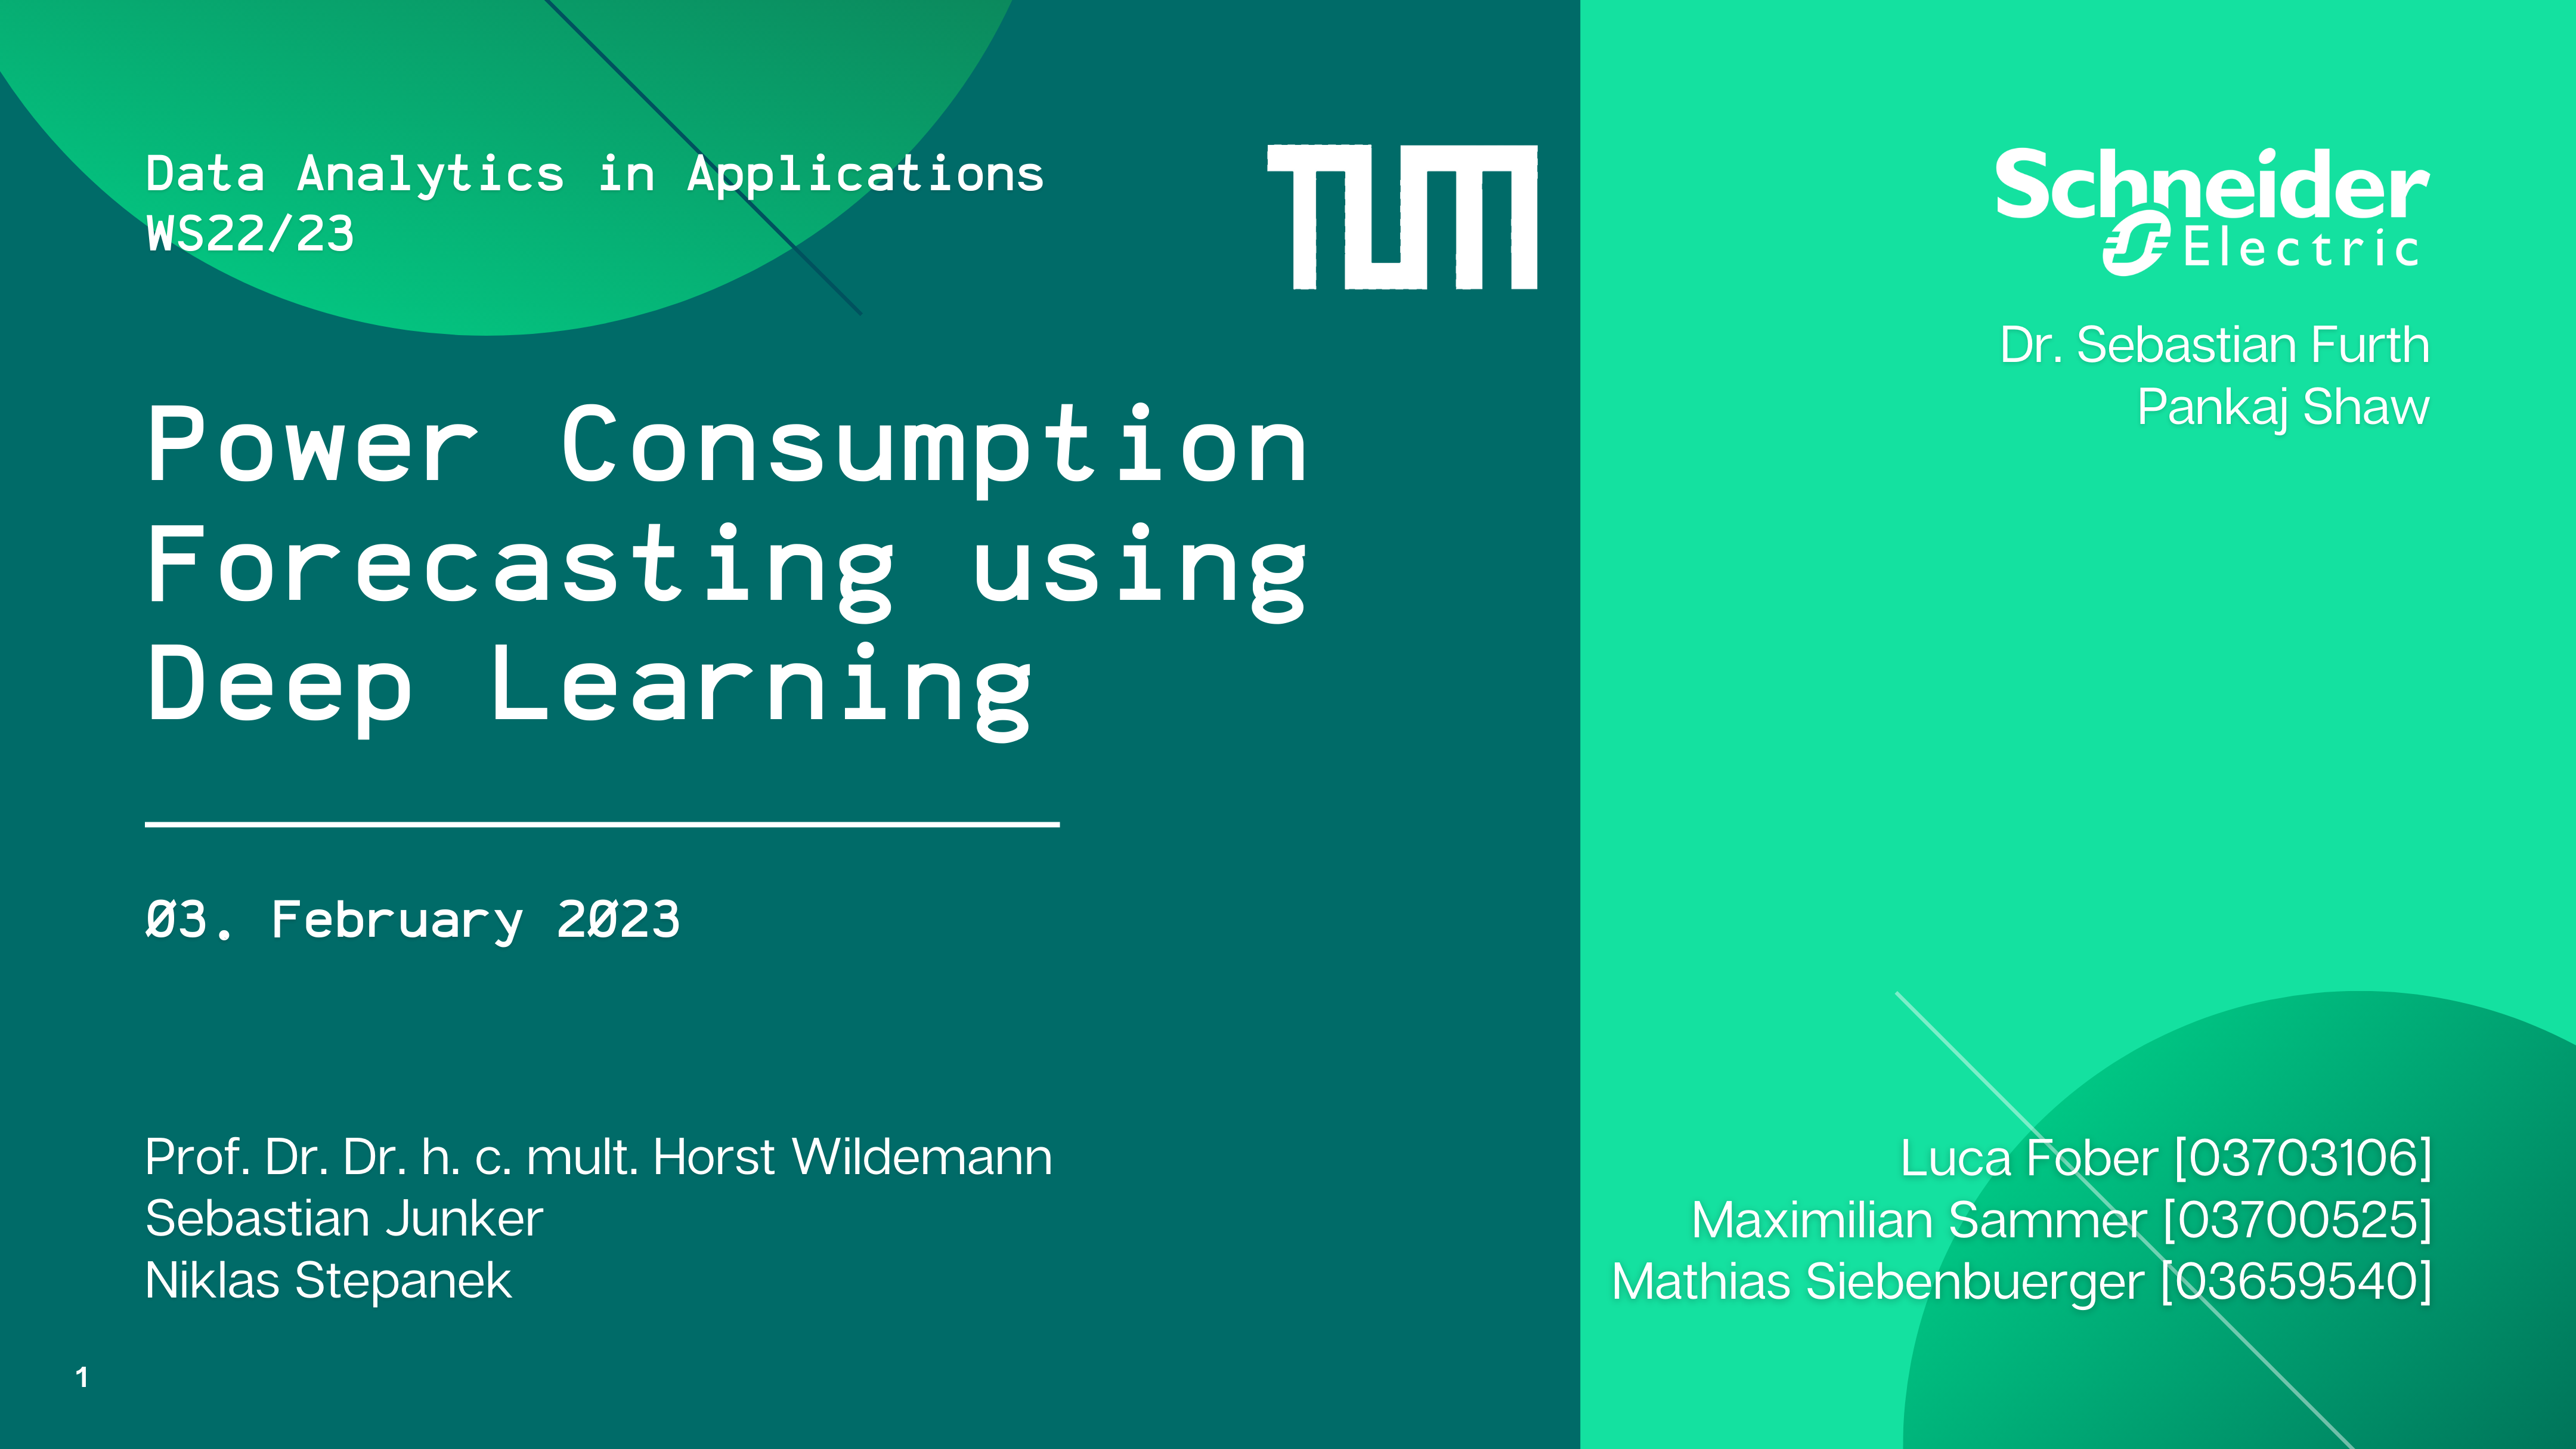 Data Analytics in Applications
WS22/23
TUM
Power Consumption
Forecasting using
Deep Learning
03. February 2023
Prof. Dr. Dr. h. c. mult. Horst Wildemann
Sebastian Junker
Niklas Stepanek
1
Schneider
Electric
Dr. Sebastian Furth
Pankaj Shaw
Luca Fober [03703106]
Maximilian Sammer [03700525]
Mathias Siebenbuerger [03659540]